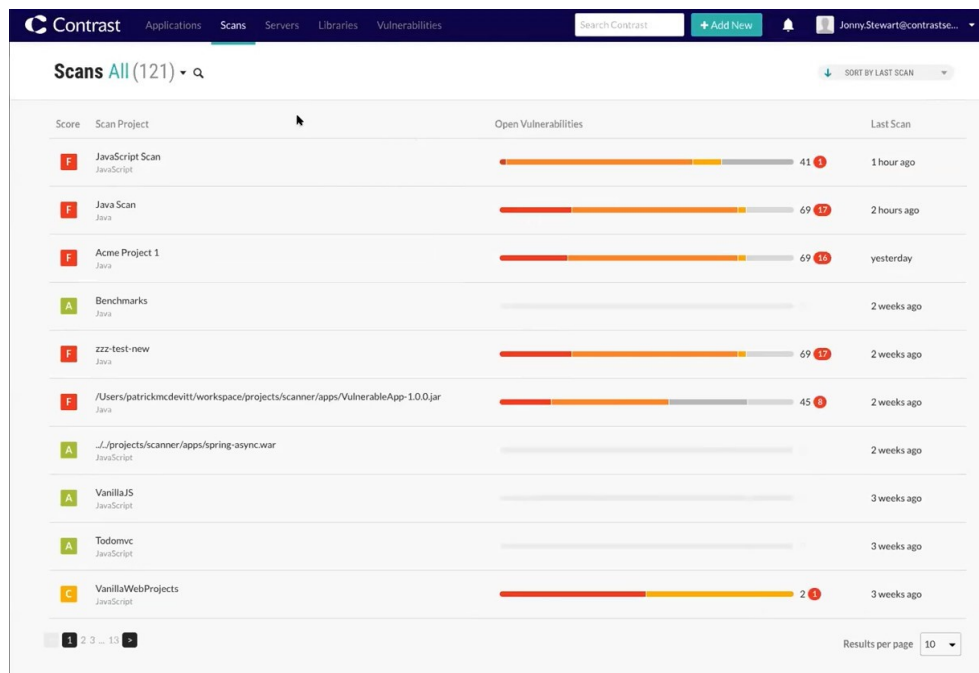 Contrast Applications Scans Servers Libraries Vulnerabilities Search Contrast + Add New Jonny.Stewart@contrastse...
Scans All (121) SORT BY LAST SCAN
Score Scan Project Open Vulnerabilities Last Scan
F JavaScript Scan 41 1 1 hour ago
JavaScript
F Java Scan 69 17 2 hours ago
Java
F Acme Project 1 69 16 yesterday
Java
A Benchmarks 2 weeks ago
Java
F zzz-test-new 69 17 2 weeks ago
Java
F /Users/patrickmcdevitt/workspace/projects/scanner/apps/VulnerableApp-1.0.0.jar 45 8 2 weeks ago
Java
A ../../projects/scanner/apps/spring-async.war 2 weeks ago
JavaScript
A VanillaJS 3 weeks ago
JavaScript
A Todomvc 3 weeks ago
JavaScript
C VanillaWebProjects 2 1 3 weeks ago
JavaScript
1 2 3 ... 13 > Results per page 10